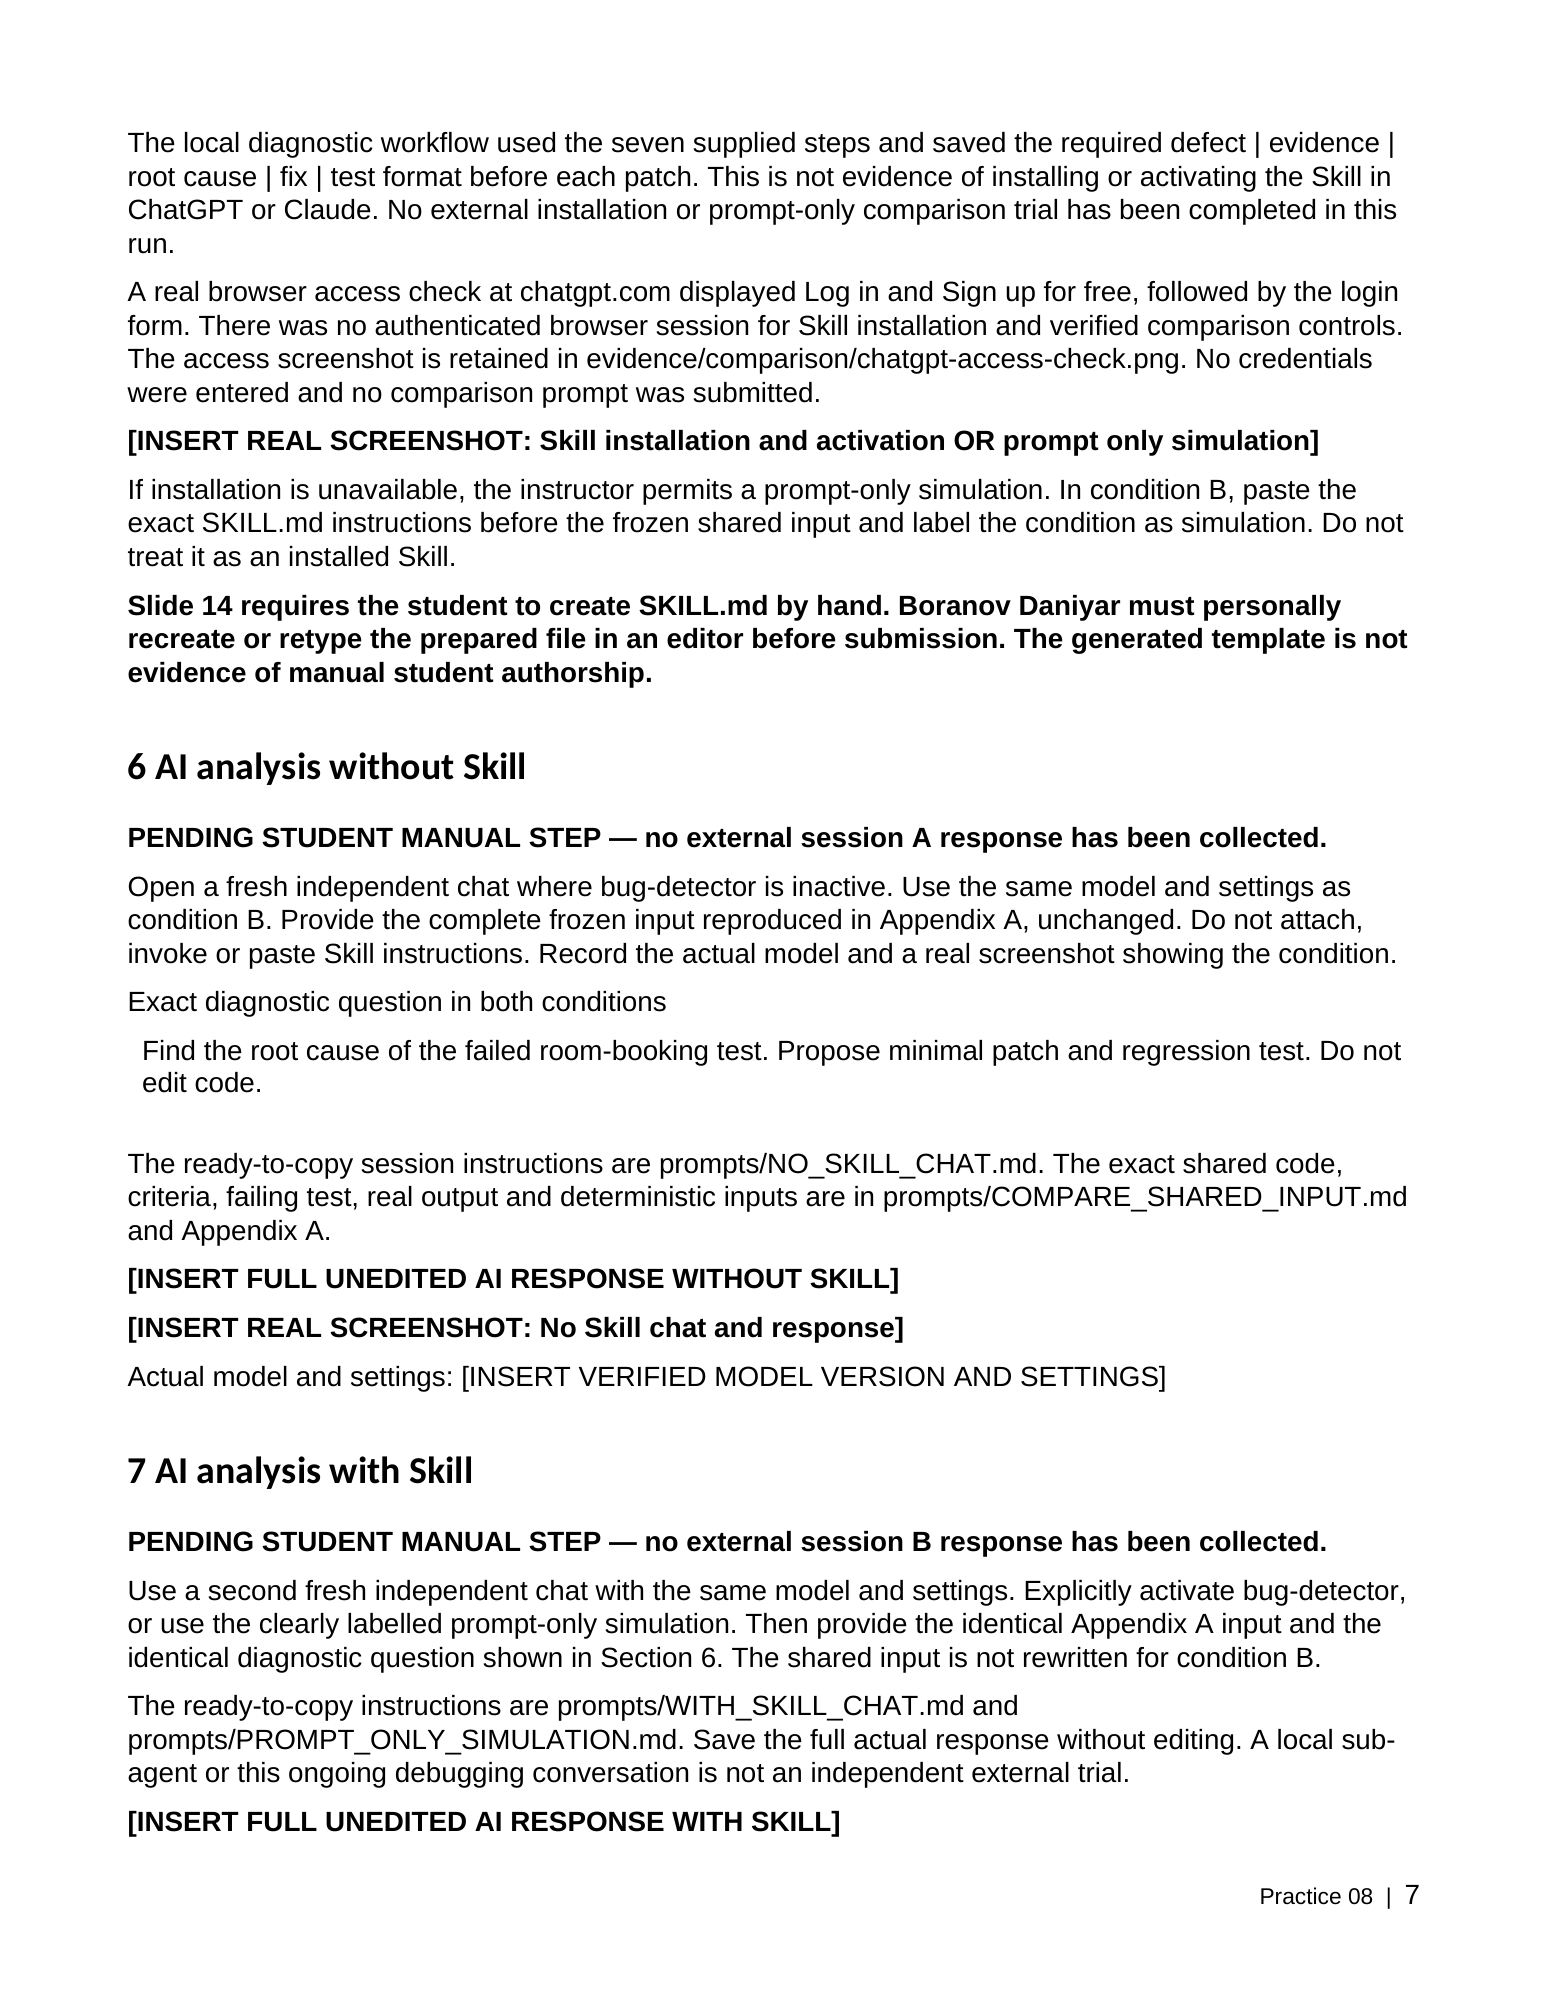 The local diagnostic workflow used the seven supplied steps and saved the required defect | evidence |
root cause | fix | test format before each patch. This is not evidence of installing or activating the Skill in
ChatGPT or Claude. No external installation or prompt-only comparison trial has been completed in this
run.
A real browser access check at chatgpt.com displayed Log in and Sign up for free, followed by the login
form. There was no authenticated browser session for Skill installation and verified comparison controls.
The access screenshot is retained in evidence/comparison/chatgpt-access-check.png. No credentials
were entered and no comparison prompt was submitted.
[INSERT REAL SCREENSHOT: Skill installation and activation OR prompt only simulation]
If installation is unavailable, the instructor permits a prompt-only simulation. In condition B, paste the
exact SKILL.md instructions before the frozen shared input and label the condition as simulation. Do not
treat it as an installed Skill.
Slide 14 requires the student to create SKILL.md by hand. Boranov Daniyar must personally
recreate or retype the prepared file in an editor before submission. The generated template is not
evidence of manual student authorship.
6 AI analysis without Skill
PENDING STUDENT MANUAL STEP — no external session A response has been collected.
Open a fresh independent chat where bug-detector is inactive. Use the same model and settings as
condition B. Provide the complete frozen input reproduced in Appendix A, unchanged. Do not attach,
invoke or paste Skill instructions. Record the actual model and a real screenshot showing the condition.
Exact diagnostic question in both conditions
Find the root cause of the failed room-booking test. Propose minimal patch and regression test. Do not
edit code.
The ready-to-copy session instructions are prompts/NO_SKILL_CHAT.md. The exact shared code,
criteria, failing test, real output and deterministic inputs are in prompts/COMPARE_SHARED_INPUT.md
and Appendix A.
[INSERT FULL UNEDITED AI RESPONSE WITHOUT SKILL]
[INSERT REAL SCREENSHOT: No Skill chat and response]
Actual model and settings: [INSERT VERIFIED MODEL VERSION AND SETTINGS]
7 AI analysis with Skill
PENDING STUDENT MANUAL STEP — no external session B response has been collected.
Use a second fresh independent chat with the same model and settings. Explicitly activate bug-detector,
or use the clearly labelled prompt-only simulation. Then provide the identical Appendix A input and the
identical diagnostic question shown in Section 6. The shared input is not rewritten for condition B.
The ready-to-copy instructions are prompts/WITH_SKILL_CHAT.md and
prompts/PROMPT_ONLY_SIMULATION.md. Save the full actual response without editing. A local sub-
agent or this ongoing debugging conversation is not an independent external trial.
[INSERT FULL UNEDITED AI RESPONSE WITH SKILL]
Practice 08 | 7